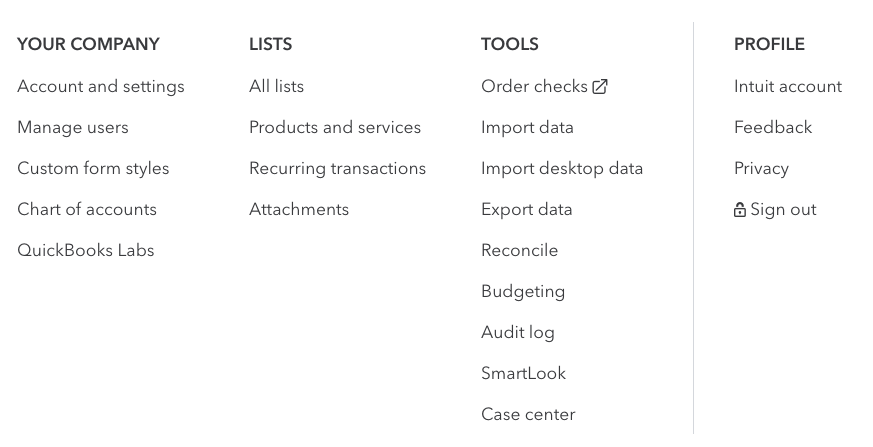 YOUR COMPANY
Account and settings
Manage users
Custom form styles
Chart of accounts
QuickBooks Labs
LISTS
All lists
Products and services
Recurring transactions
Attachments
TOOLS
Order checks
Import data
Import desktop data
Export data
Reconcile
Budgeting
Audit log
SmartLook
Case center
PROFILE
Intuit account
Feedback
Privacy
Sign out